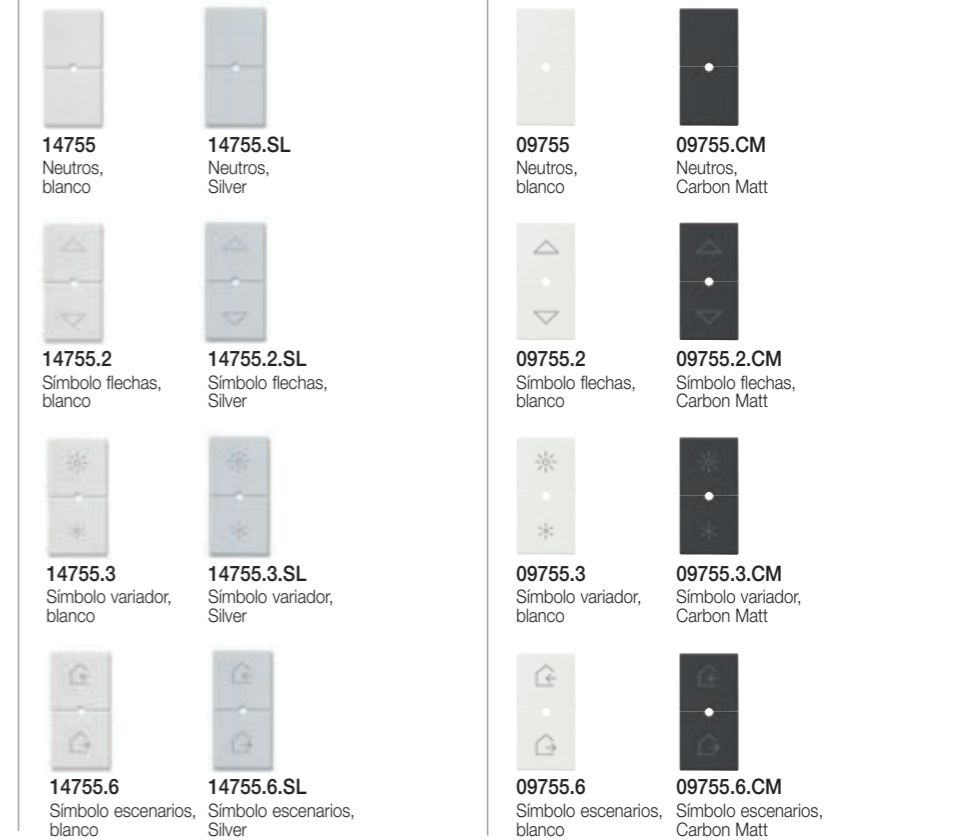 14755
Neutros,
blanco
14755.SL
Neutros,
Silver
09755
Neutros,
blanco
09755.CM
Neutros,
Carbon Matt
14755.2
Símbolo flechas,
blanco
14755.2.SL
Símbolo flechas,
Silver
09755.2
Símbolo flechas,
blanco
09755.2.CM
Símbolo flechas,
Carbon Matt
14755.3
Símbolo variador,
blanco
14755.3.SL
Símbolo variador,
Silver
09755.3
Símbolo variador,
blanco
09755.3.CM
Símbolo variador,
Carbon Matt
14755.6
Símbolo escenarios,
blanco
14755.6.SL
Símbolo escenarios,
Silver
09755.6
Símbolo escenarios,
blanco
09755.6.CM
Símbolo escenarios,
Carbon Matt